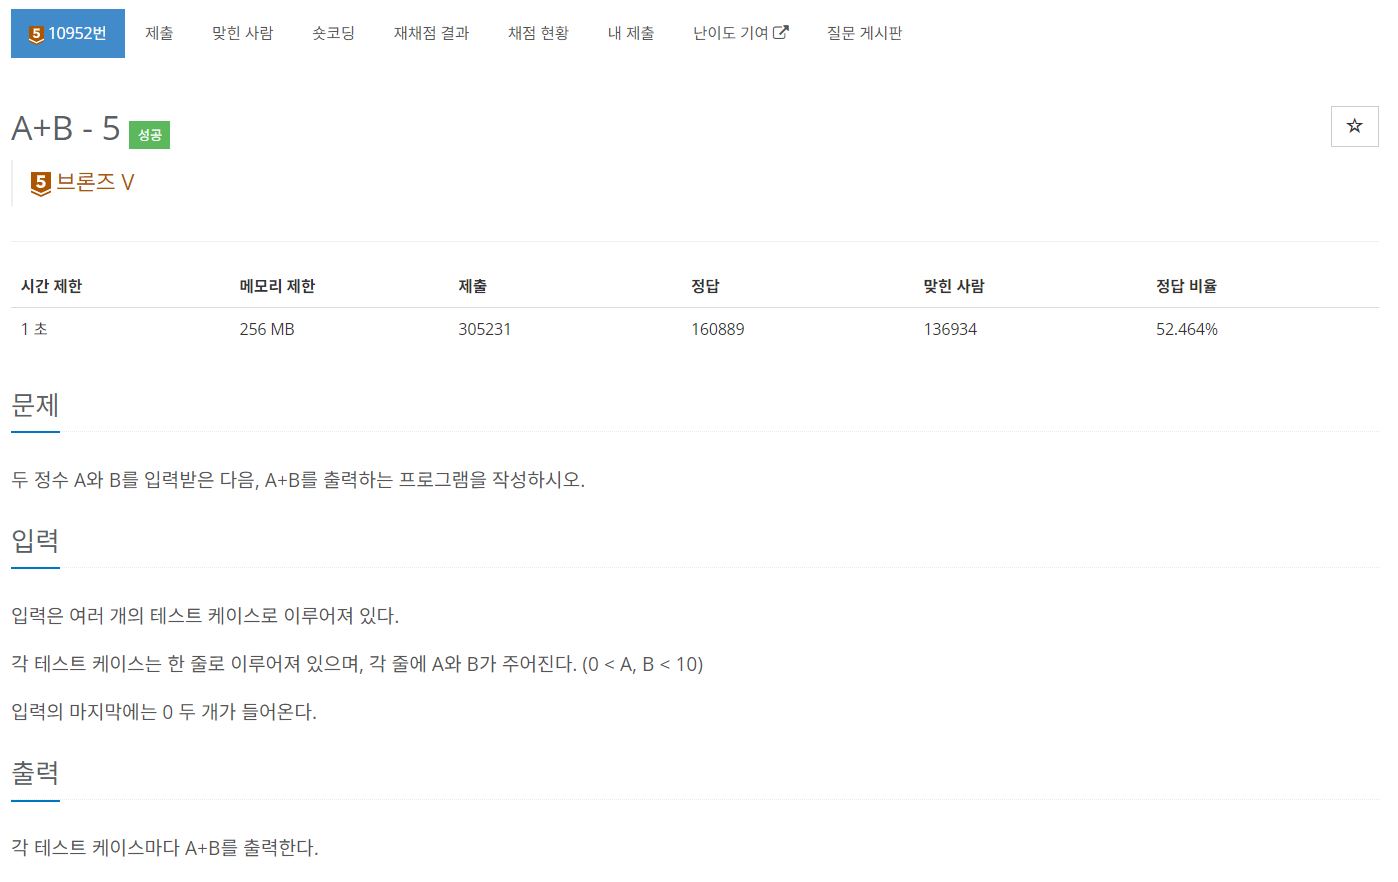 5 10952번 제출 맞힌 사람 숏코딩 재채점 결과 채점 현황 내 제출 난이도 기여 질문 게시판
A+B - 5 성공
5 브론즈 V
시간 제한 메모리 제한 제출 정답 맞힌 사람 정답 비율
1 초 256 MB 305231 160889 136934 52.464%
문제
두 정수 A와 B를 입력받은 다음, A+B를 출력하는 프로그램을 작성하시오.
입력
입력은 여러 개의 테스트 케이스로 이루어져 있다.
각 테스트 케이스는 한 줄로 이루어져 있으며, 각 줄에 A와 B가 주어진다. (0 < A, B < 10)
입력의 마지막에는 0 두 개가 들어온다.
출력
각 테스트 케이스마다 A+B를 출력한다.